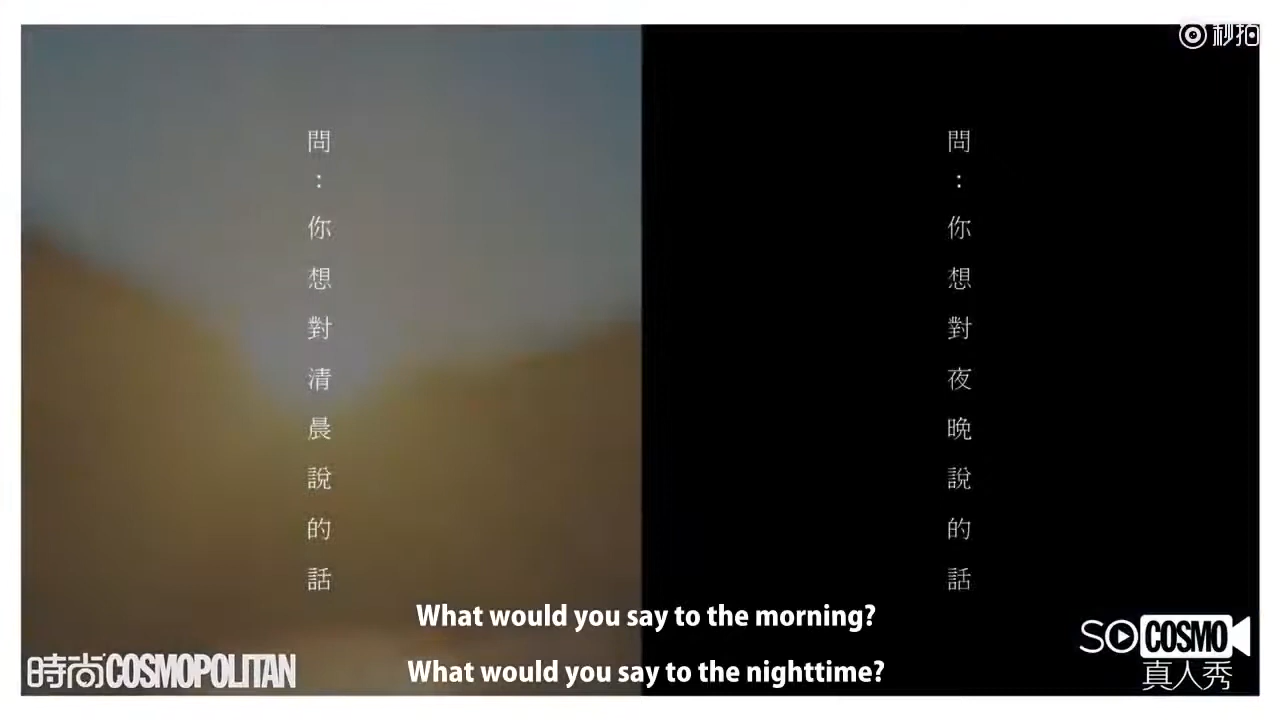 秒拍
問：你想對清晨說的話
問：你想對夜晚說的話
What would you say to the morning?
What would you say to the nighttime?
時尚COSMOPOLITAN
SO COSMO
真人秀